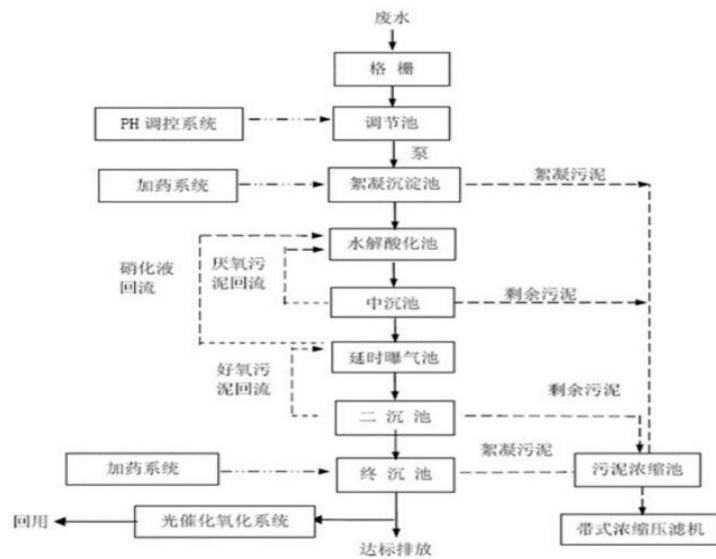 废水
格 栅
PH 调控系统
调节池
泵
加药系统
絮凝沉淀池
絮凝污泥
水解酸化池
硝化液
回流
厌氧污
泥回流
中沉池
剩余污泥
延时曝气池
好氧污
泥回流
剩余污泥
二 沉 池
絮凝污泥
加药系统
终 沉 池
污泥浓缩池
回用
光催化氧化系统
达标排放
带式浓缩压滤机